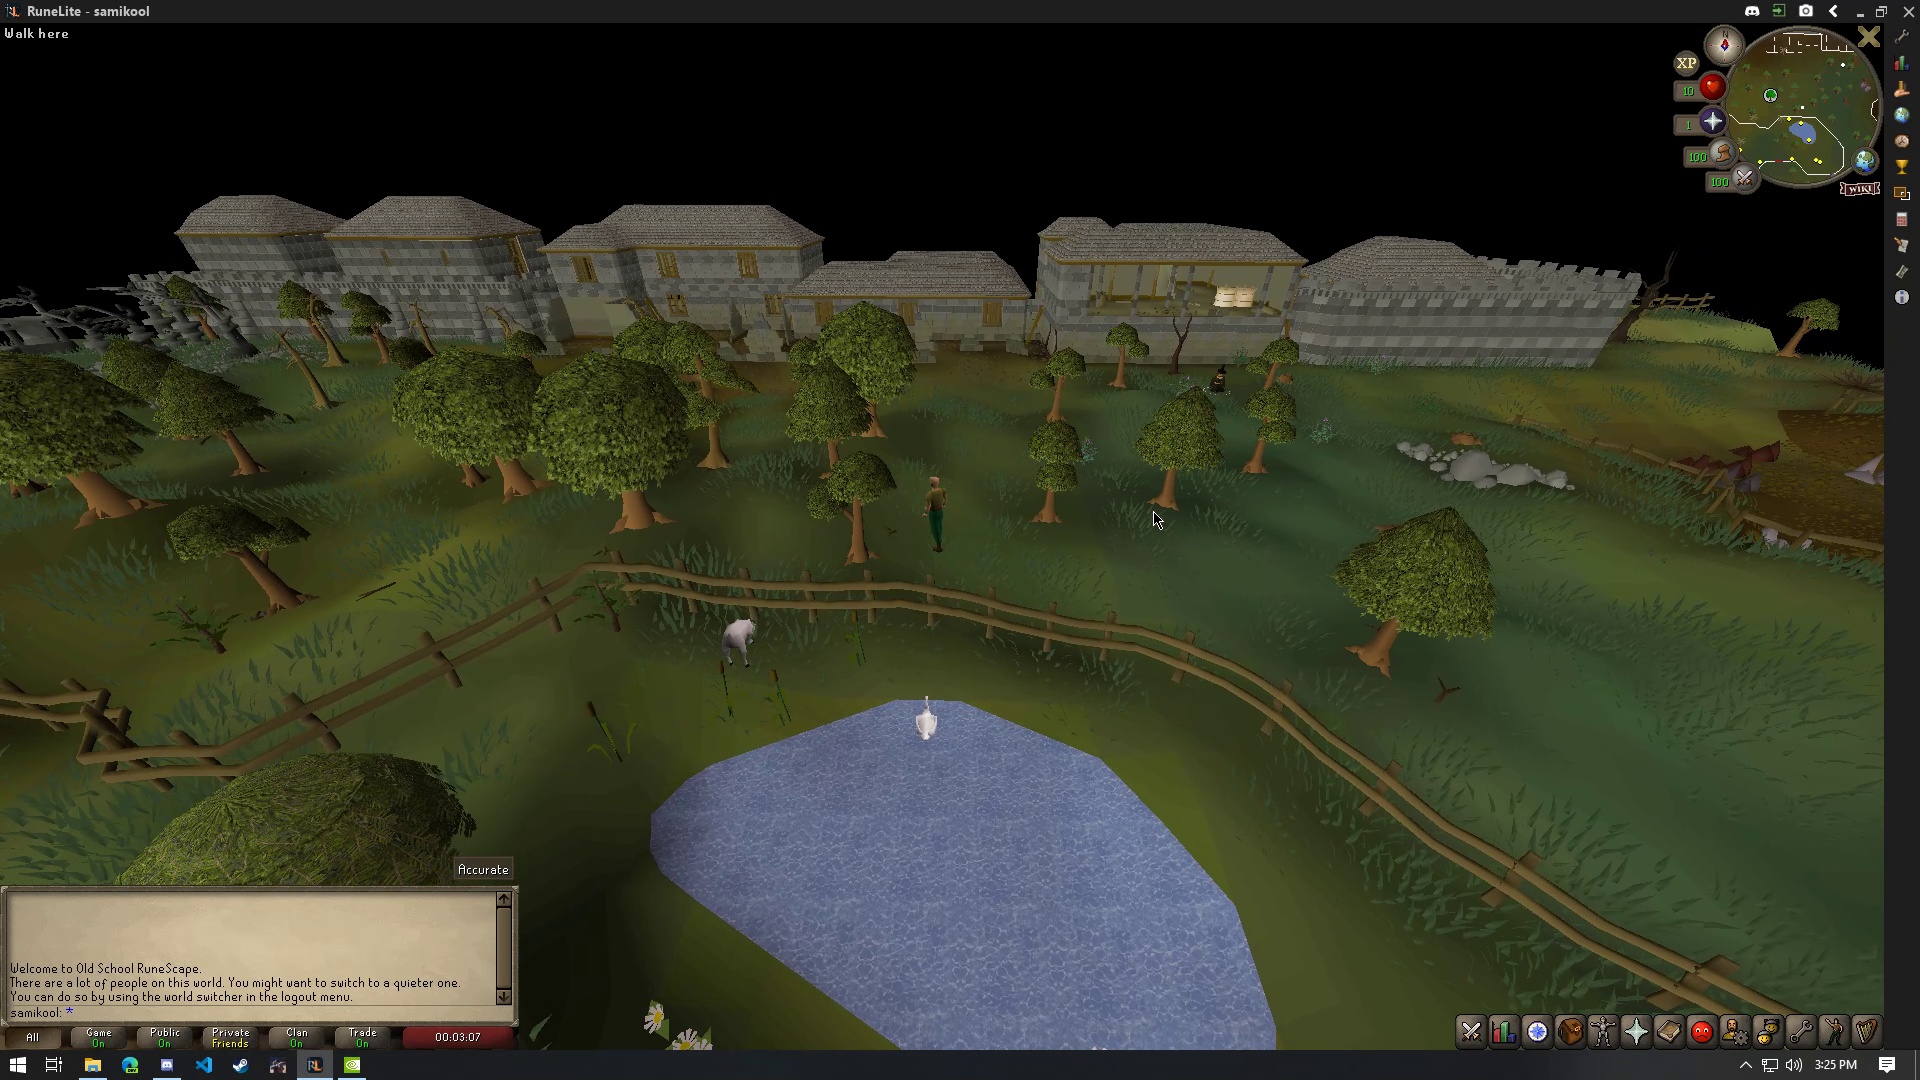 RuneLite - samikool
Walk here
N
XP
10
1
100
100
WIKI
Accurate
Welcome to Old School RuneScape.
There are a lot of people on this world. You might want to switch to a quieter one.
You can do so by using the world switcher in the logout menu.
samikool: *
All
Game
On
Public
On
Private
Friends
Clan
On
Trade
On
00:03:07
3:25 PM